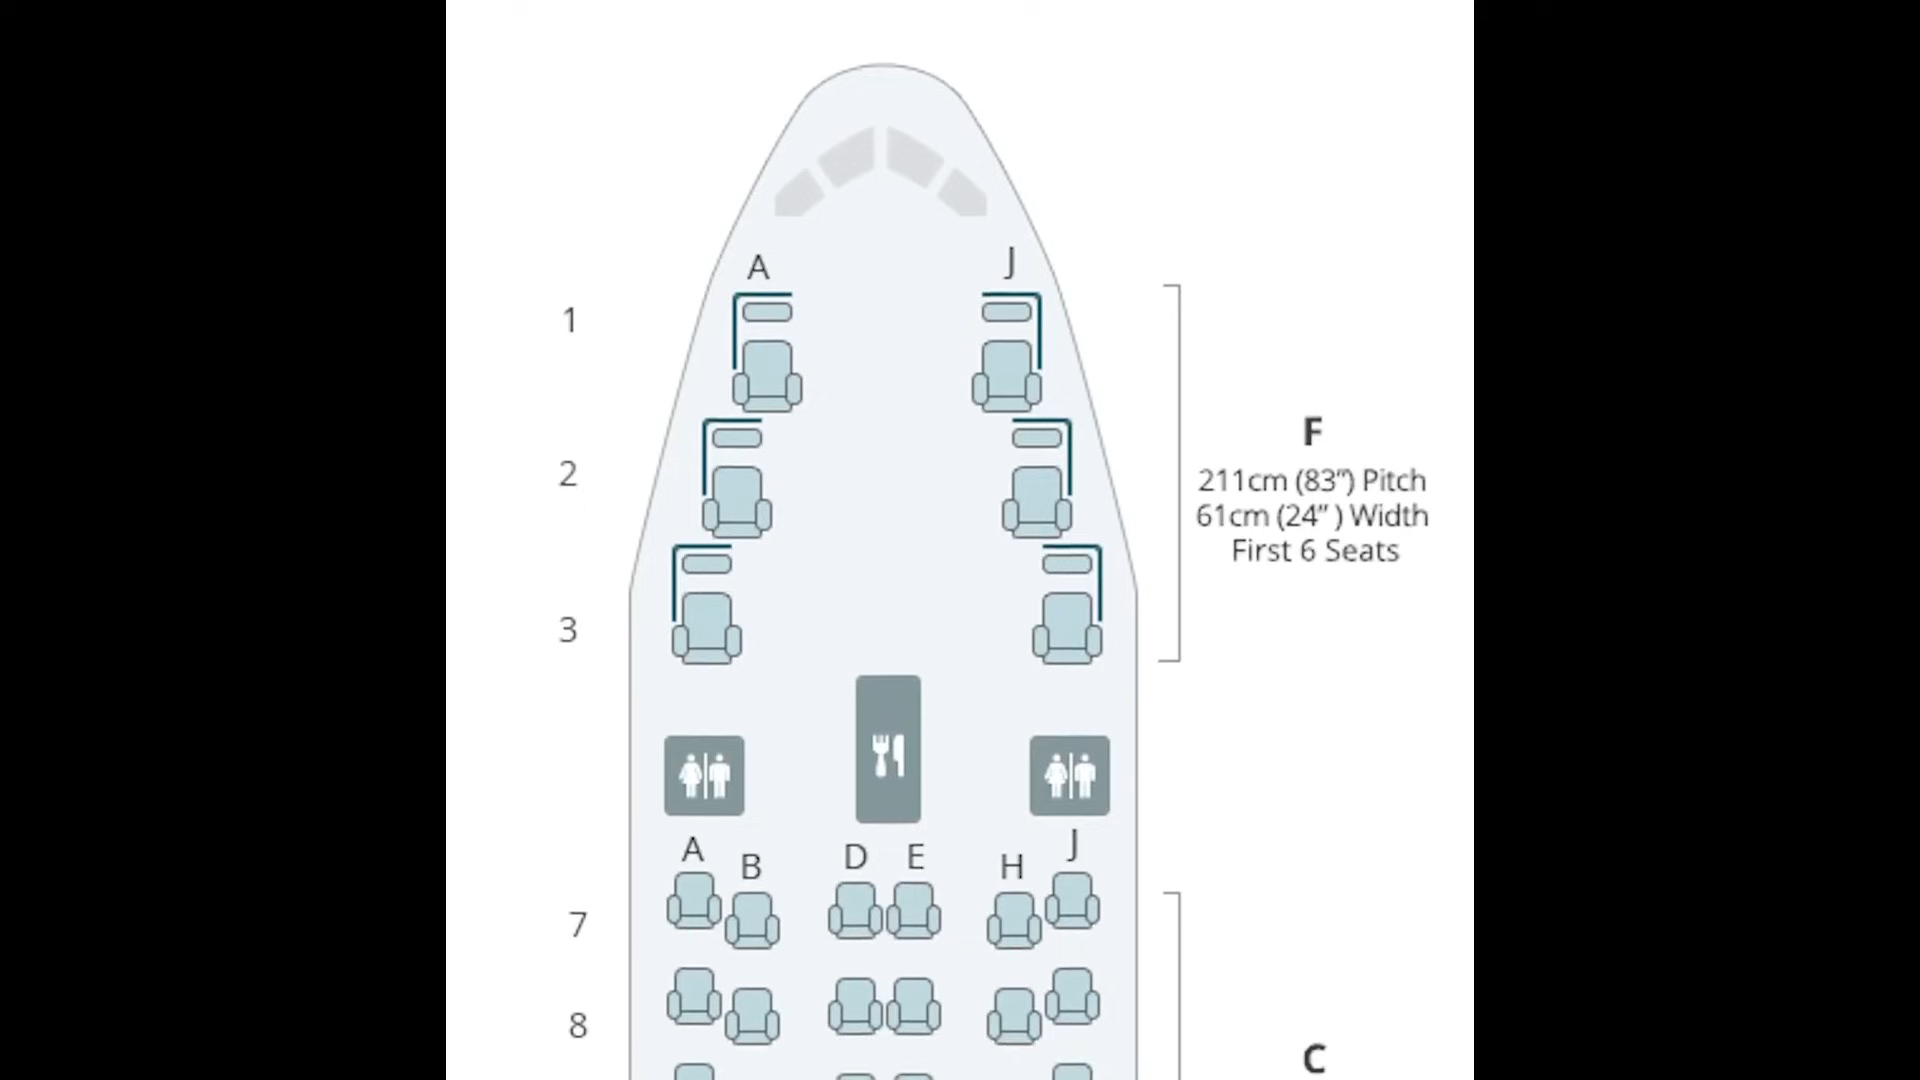 A J
1
2
3
F
211cm (83”) Pitch
61cm (24” ) Width
First 6 Seats
A B D E H J
7
8
C